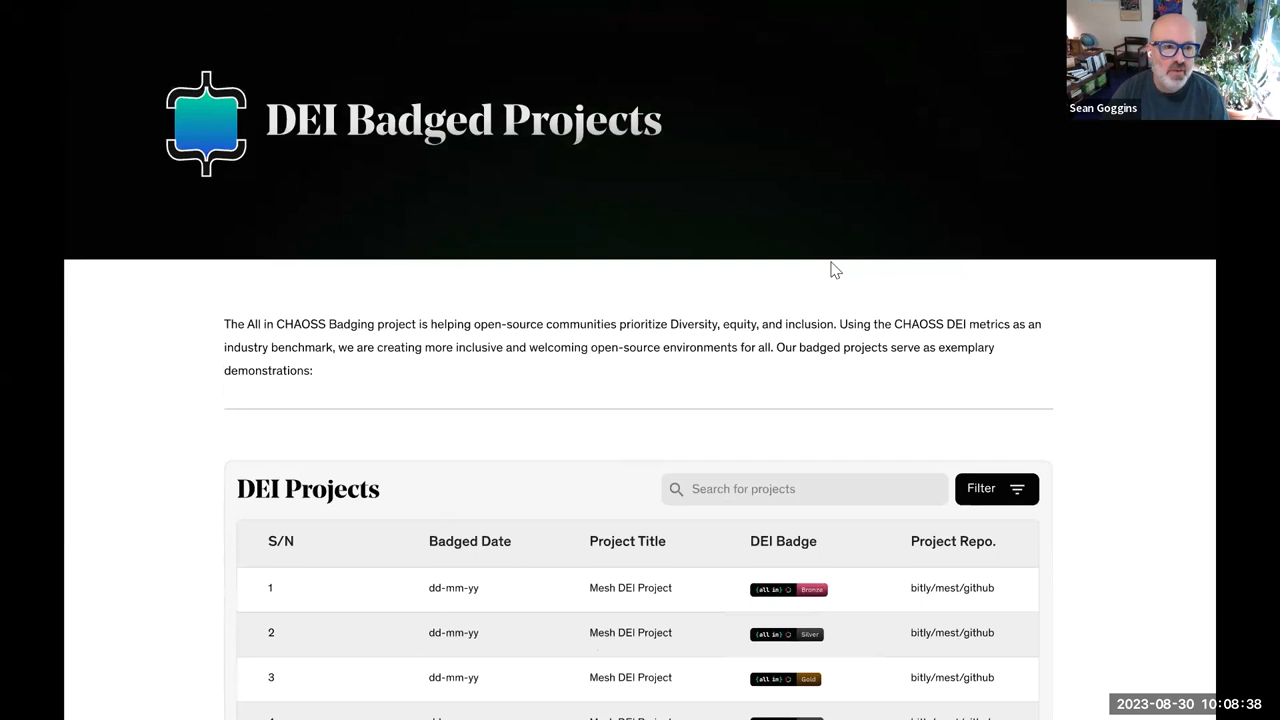 Sean Goggins
DEI Badged Projects
The All in CHAOSS Badging project is helping open-source communities prioritize Diversity, equity, and inclusion. Using the CHAOSS DEI metrics as an
industry benchmark, we are creating more inclusive and welcoming open-source environments for all. Our badged projects serve as exemplary
demonstrations:
DEI Projects
Search for projects
Filter
S/N Badged Date Project Title DEI Badge Project Repo.
1 dd-mm-yy Mesh DEI Project {all in} Bronze bitly/mest/github
2 dd-mm-yy Mesh DEI Project {all in} Silver bitly/mest/github
3 dd-mm-yy Mesh DEI Project {all in} Gold bitly/mest/github
2023-08-30 10:08:38